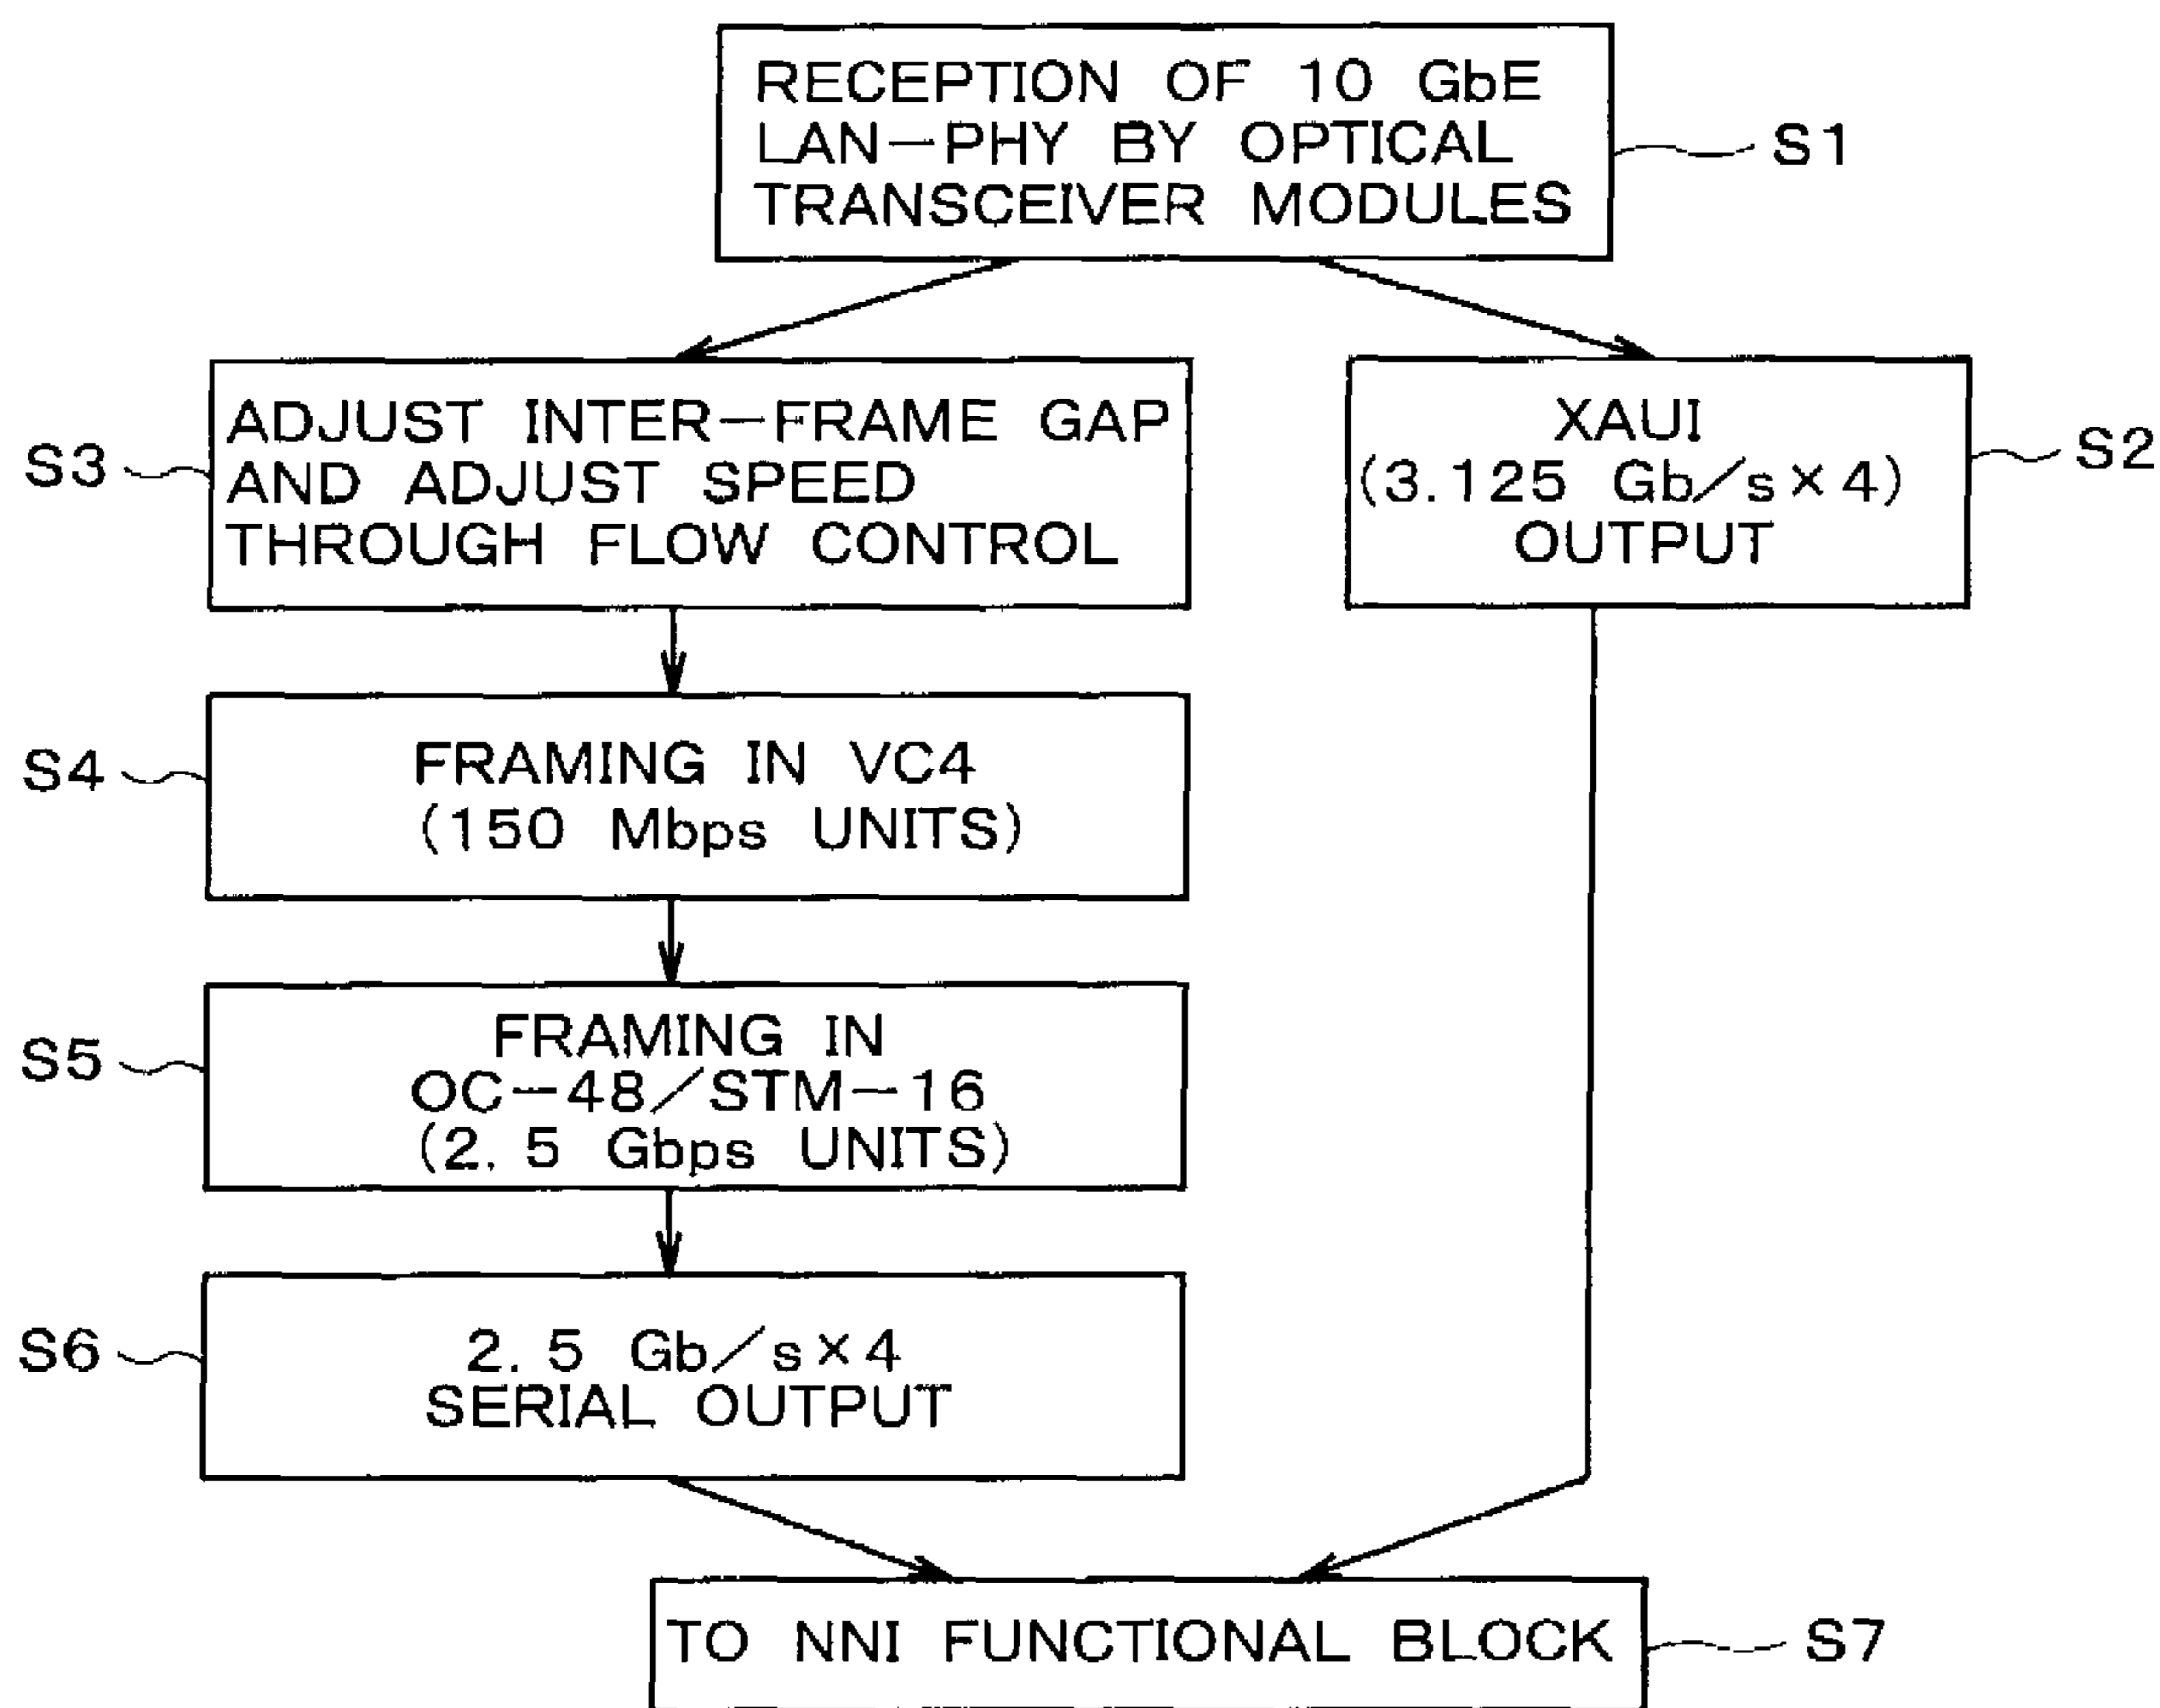 RECEPTION OF 10 GbE
LAN-PHY BY OPTICAL
TRANSCEIVER MODULES
S1
ADJUST INTER-FRAME GAP
AND ADJUST SPEED
THROUGH FLOW CONTROL
S3
XAUI
(3.125 Gb/s×4)
OUTPUT
S2
FRAMING IN VC4
(150 Mbps UNITS)
S4
FRAMING IN
OC-48/STM-16
(2.5 Gbps UNITS)
S5
2.5 Gb/s×4
SERIAL OUTPUT
S6
TO NNI FUNCTIONAL BLOCK
S7